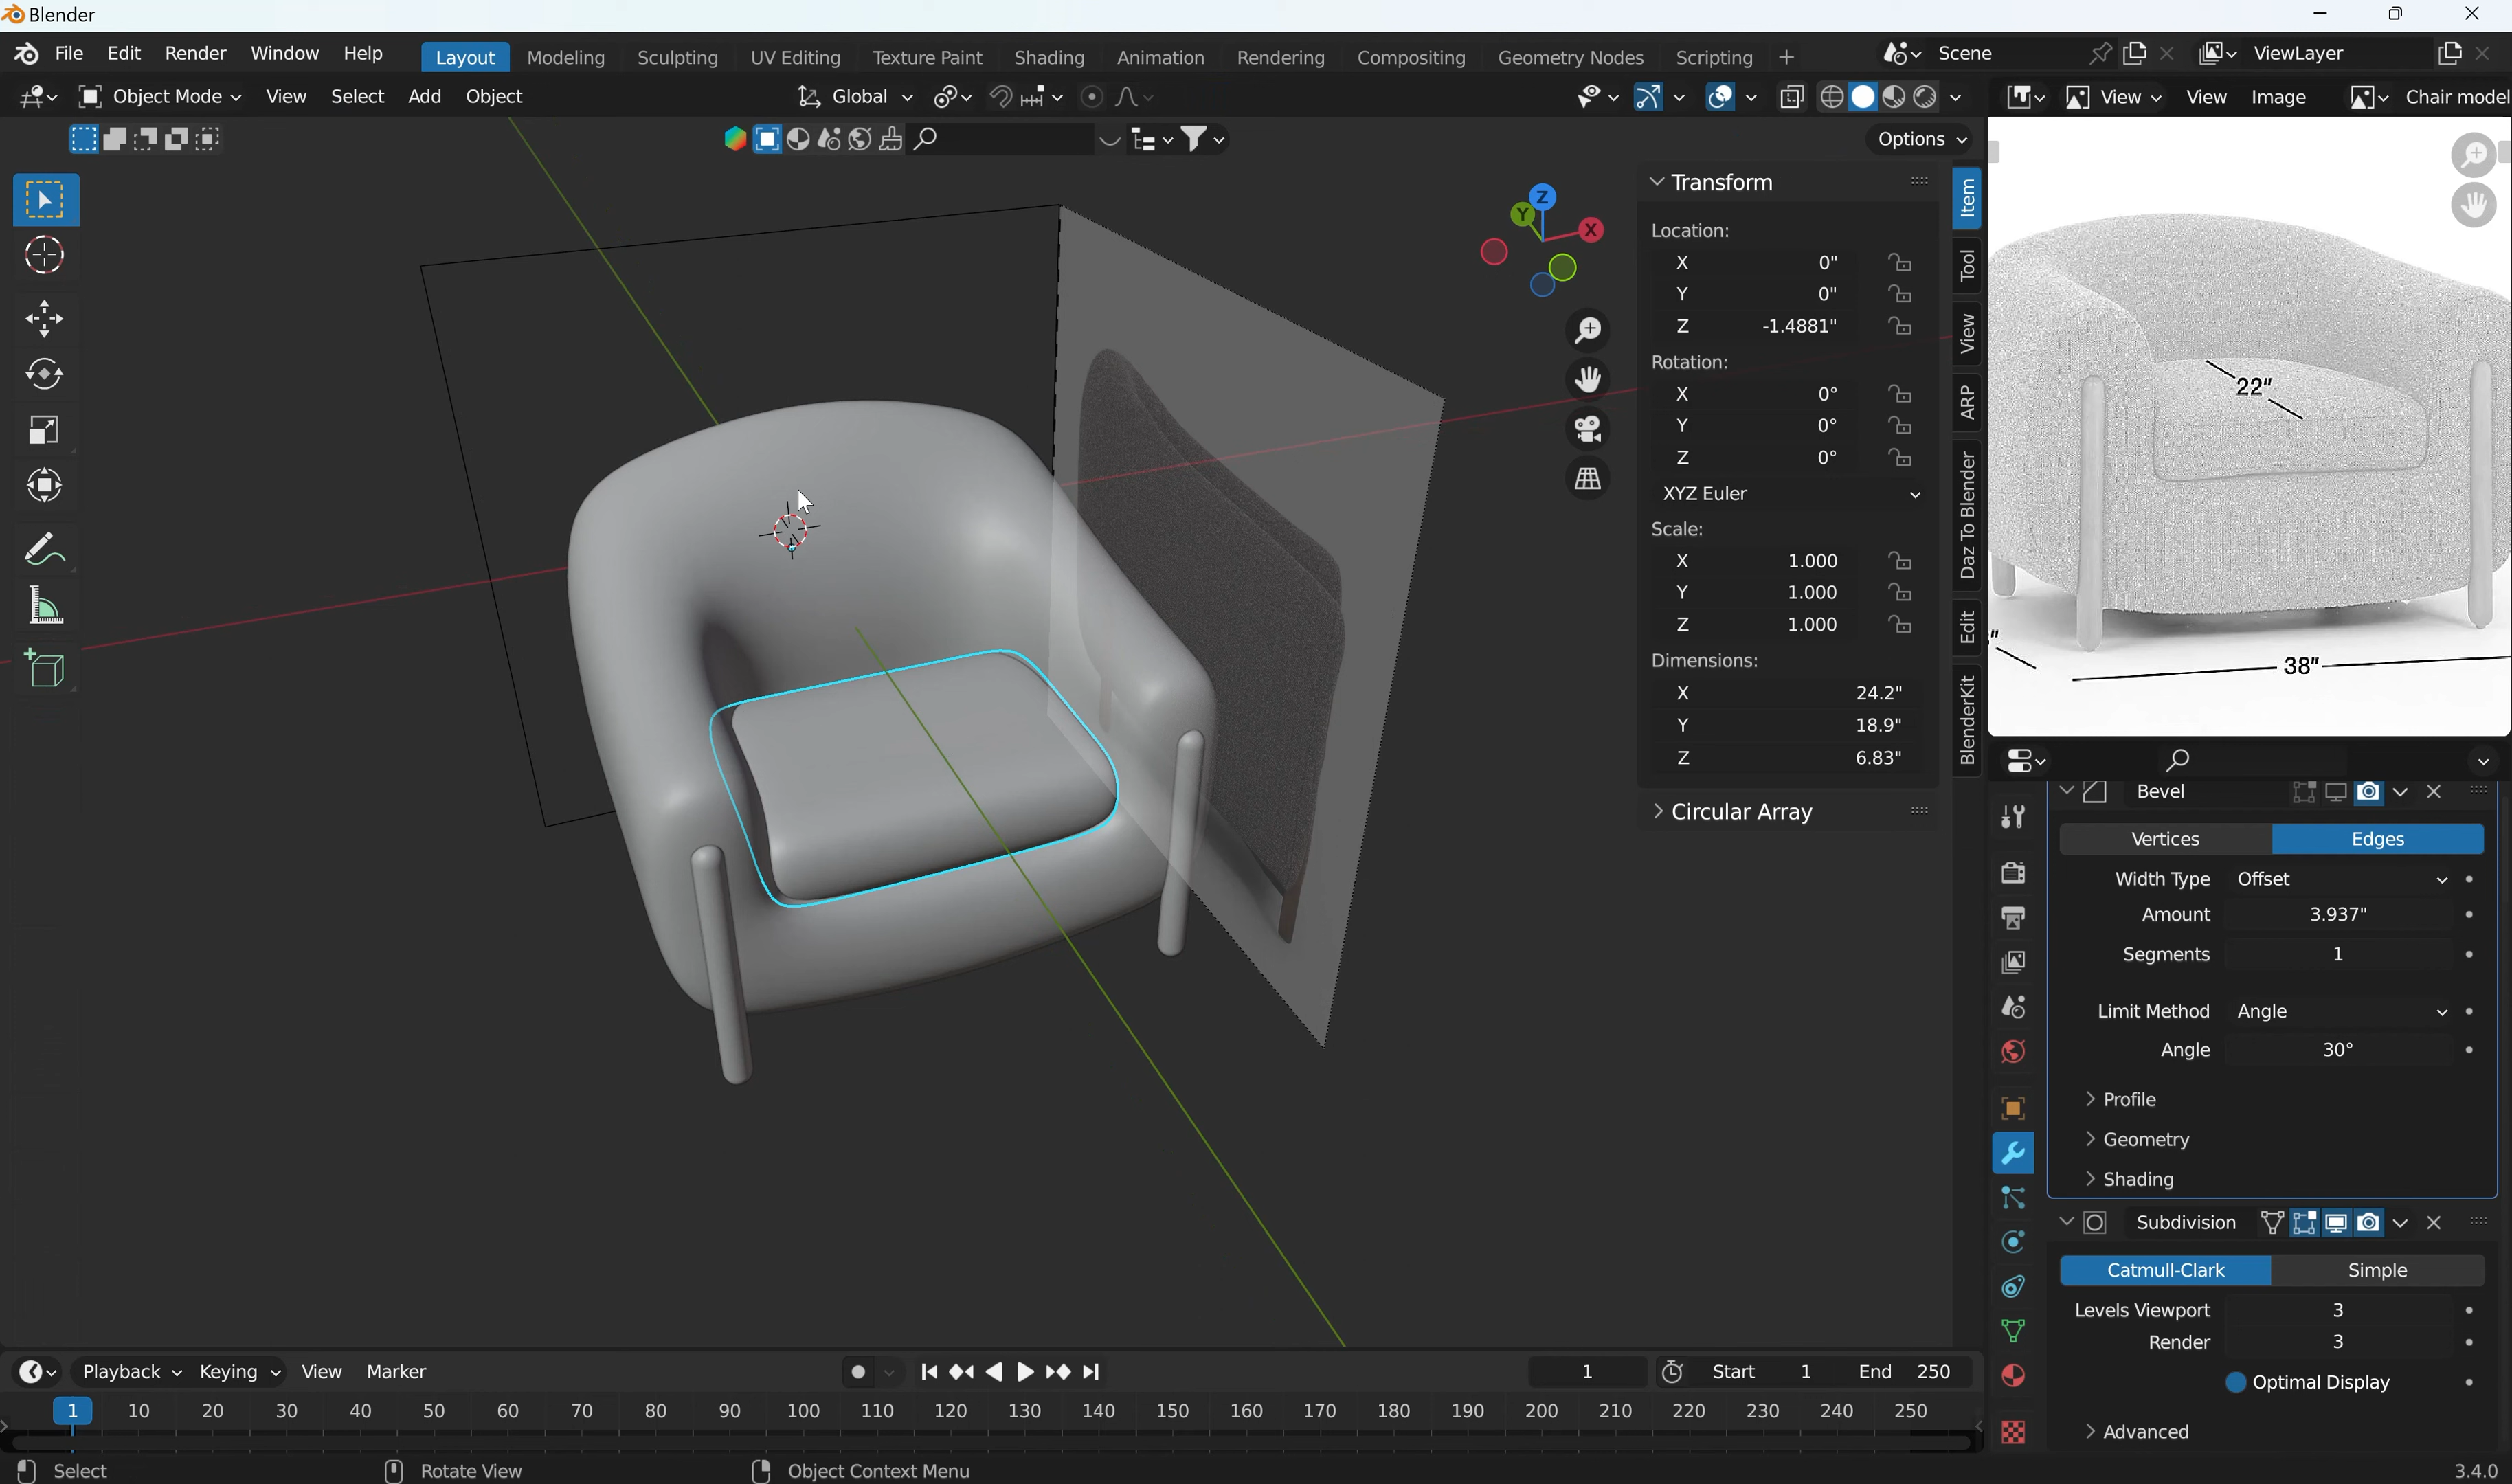 Blender
File Edit Render Window Help Layout Modeling Sculpting UV Editing Texture Paint Shading Animation Rendering Compositing Geometry Nodes Scripting + Scene ViewLayer
Object Mode View Select Add Object Global View View Image Chair model
Options
Z
Y
X
Transform
Location:
X 0"
Y 0"
Z -1.4881"
Rotation:
X 0°
Y 0°
Z 0°
XYZ Euler
Scale:
X 1.000
Y 1.000
Z 1.000
Dimensions:
X 24.2"
Y 18.9"
Z 6.83"
Circular Array
Item
Tool
View
ARP
Daz To Blender
Edit
BlenderKit
22"
"
38"
Bevel
Vertices Edges
Width Type Offset
Amount 3.937"
Segments 1
Limit Method Angle
Angle 30°
Profile
Geometry
Shading
Subdivision
Catmull-Clark Simple
Levels Viewport 3
Render 3
Optimal Display
Advanced
Playback Keying View Marker 1 Start 1 End 250
1 10 20 30 40 50 60 70 80 90 100 110 120 130 140 150 160 170 180 190 200 210 220 230 240 250
Select Rotate View Object Context Menu 3.4.0